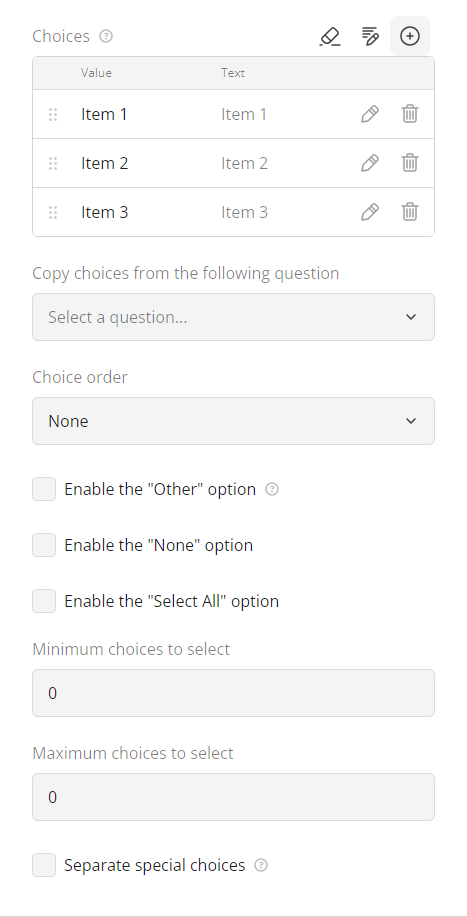 Choices
Value Text
Item 1 Item 1
Item 2 Item 2
Item 3 Item 3
Copy choices from the following question
Select a question...
Choice order
None
Enable the "Other" option
Enable the "None" option
Enable the "Select All" option
Minimum choices to select
0
Maximum choices to select
0
Separate special choices